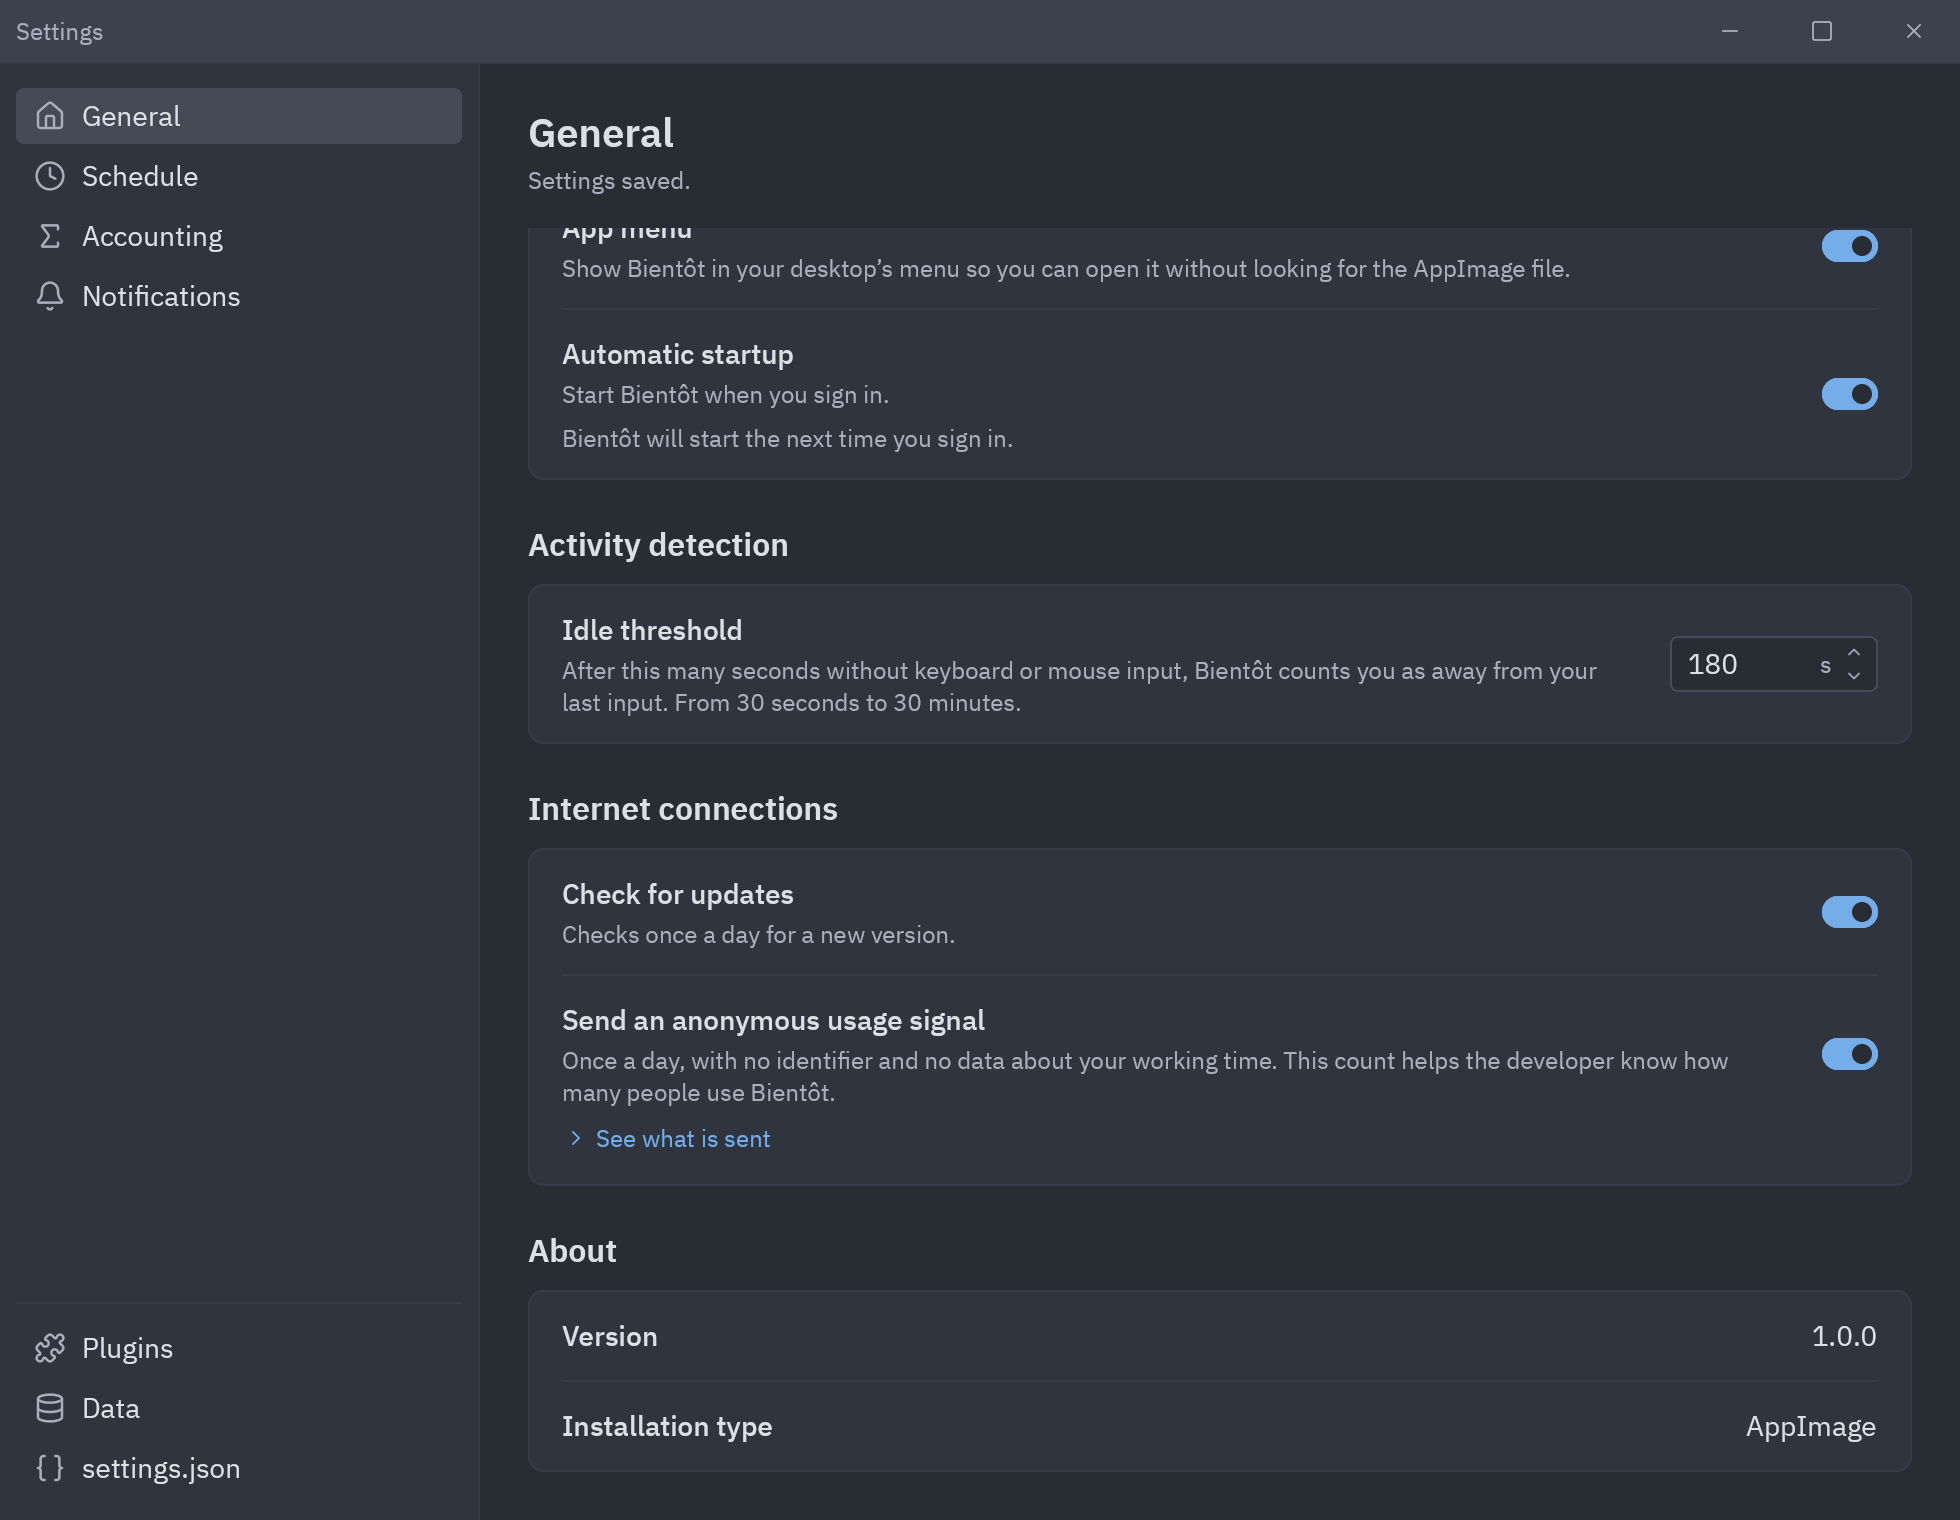 Settings
General
Schedule
Accounting
Notifications
Plugins
Data
settings.json
General
Settings saved.
App menu
Show Bientôt in your desktop’s menu so you can open it without looking for the AppImage file.
Automatic startup
Start Bientôt when you sign in.
Bientôt will start the next time you sign in.
Activity detection
Idle threshold
After this many seconds without keyboard or mouse input, Bientôt counts you as away from your
last input. From 30 seconds to 30 minutes.
180 s
Internet connections
Check for updates
Checks once a day for a new version.
Send an anonymous usage signal
Once a day, with no identifier and no data about your working time. This count helps the developer know how
many people use Bientôt.
See what is sent
About
Version 1.0.0
Installation type AppImage